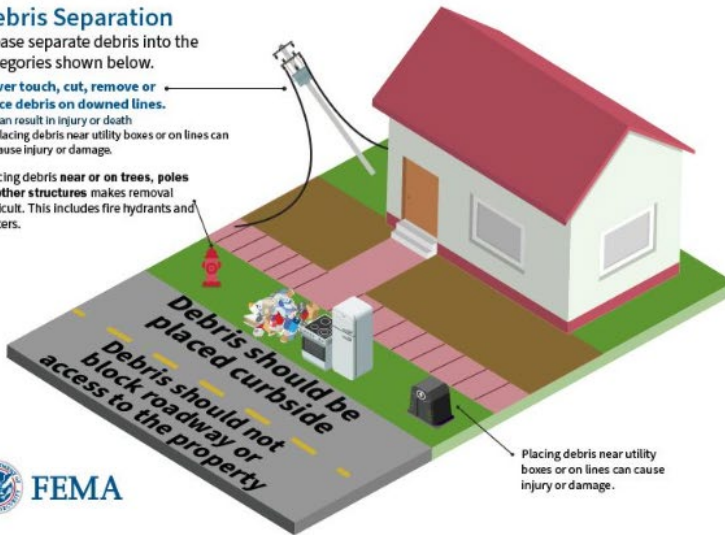 ebris Separation
ase separate debris into the
egories shown below.
ver touch, cut, remove or
ce debris on downed lines.
an result in injury or death
lacing debris near utility boxes or on lines can
ause injury or damage.
cing debris near or on trees, poles
other structures makes removal
icult. This includes fire hydrants and
ters.
Debris should be
placed curbside
Debris should not
block roadway or
access to the property
Placing debris near utility
boxes or on lines can cause
injury or damage.
FEMA